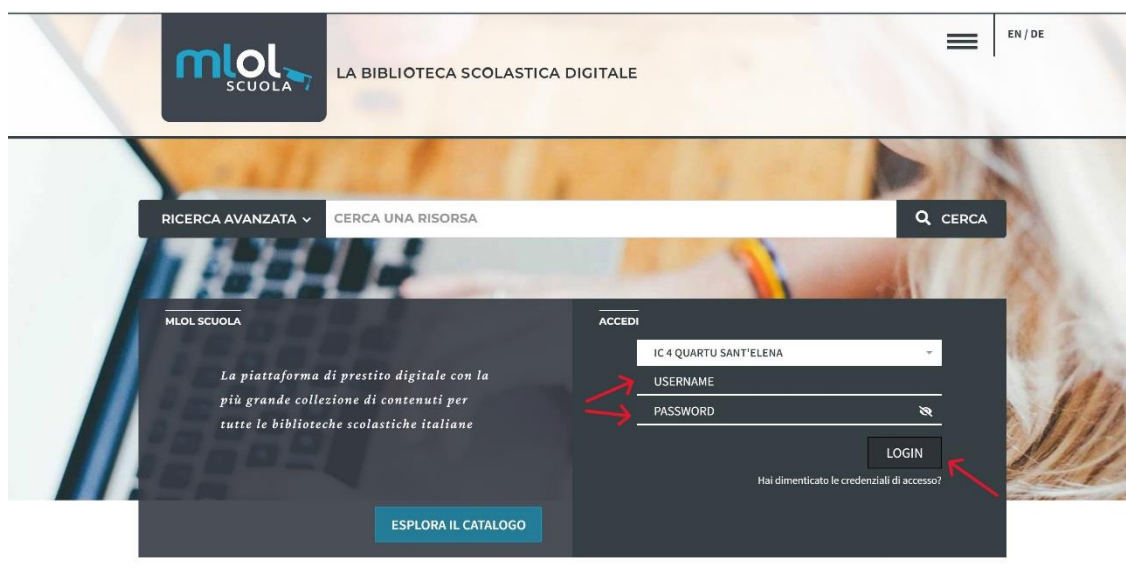 mlol
SCUOLA
LA BIBLIOTECA SCOLASTICA DIGITALE
EN / DE
RICERCA AVANZATA
CERCA UNA RISORSA
CERCA
MLOL SCUOLA
La piattaforma di prestito digitale con la
più grande collezione di contenuti per
tutte le biblioteche scolastiche italiane
ESPLORA IL CATALOGO
ACCEDI
IC 4 QUARTU SANT'ELENA
USERNAME
PASSWORD
LOGIN
Hai dimenticato le credenziali di accesso?